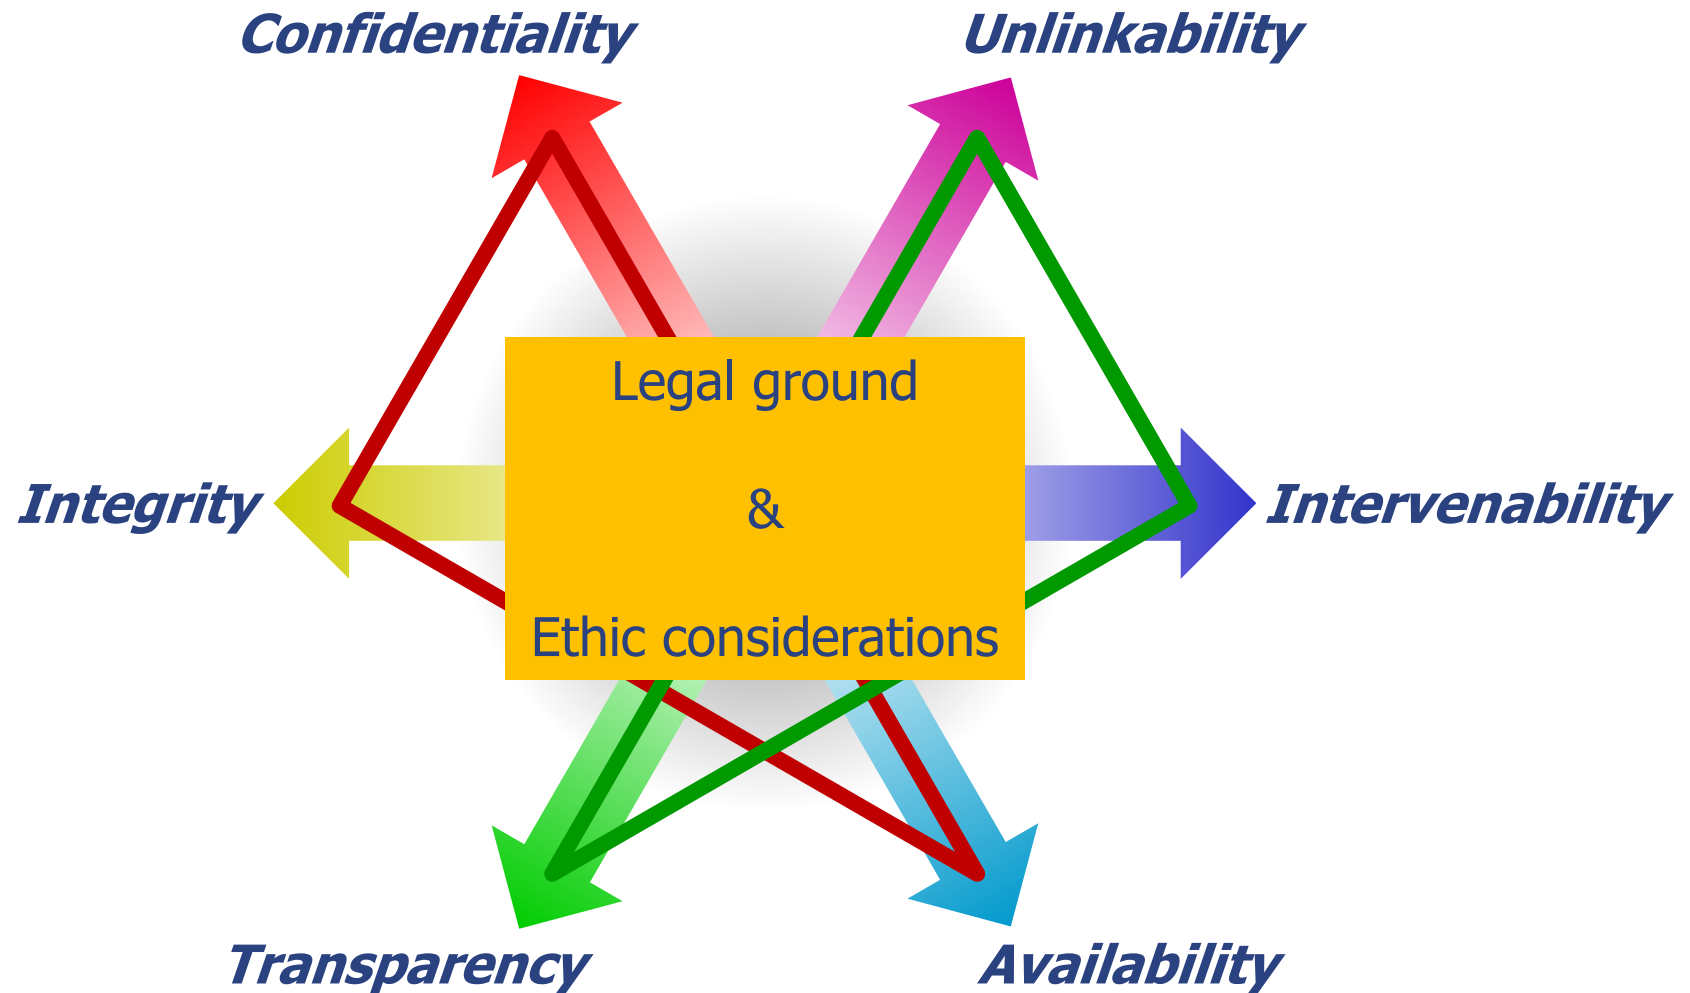 Confidentiality
Unlinkability
Legal ground
&
Integrity
Intervenability
Ethic considerations
Transparency
Availability